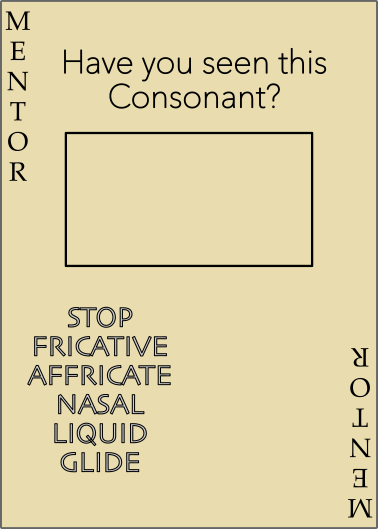 MENTOR
Have you seen this
Consonant?
STOP
FRICATIVE
AFFRICATE
NASAL
LIQUID
GLIDE
MENTOR